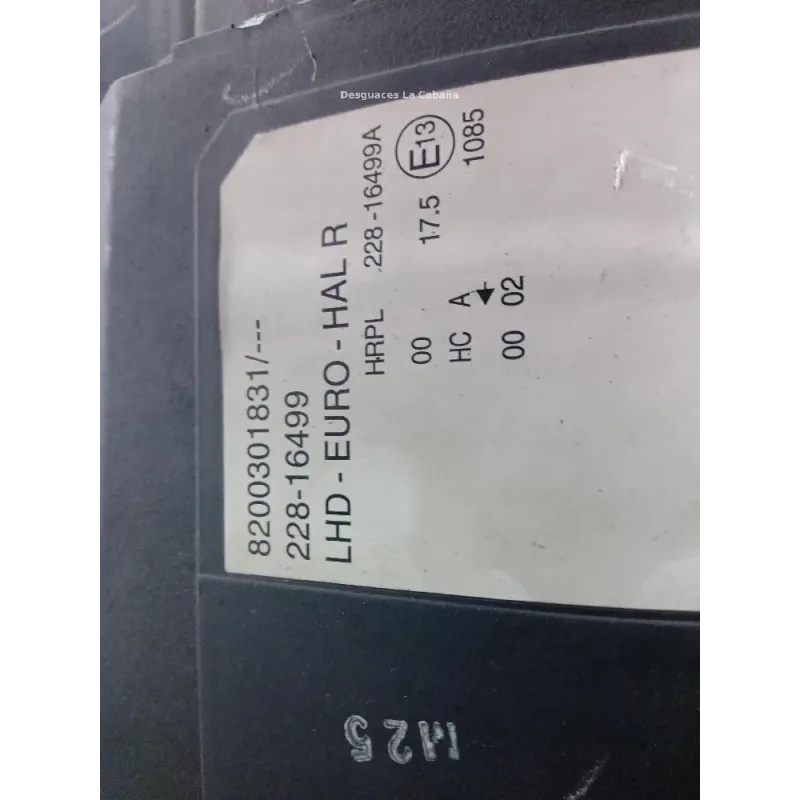 Desguaces La Cabaña
8200301831/---
228-16499
LHD - EURO - HAL R
HRPL 228-16499A
00 17.5 E13
HC A 1085
00 02